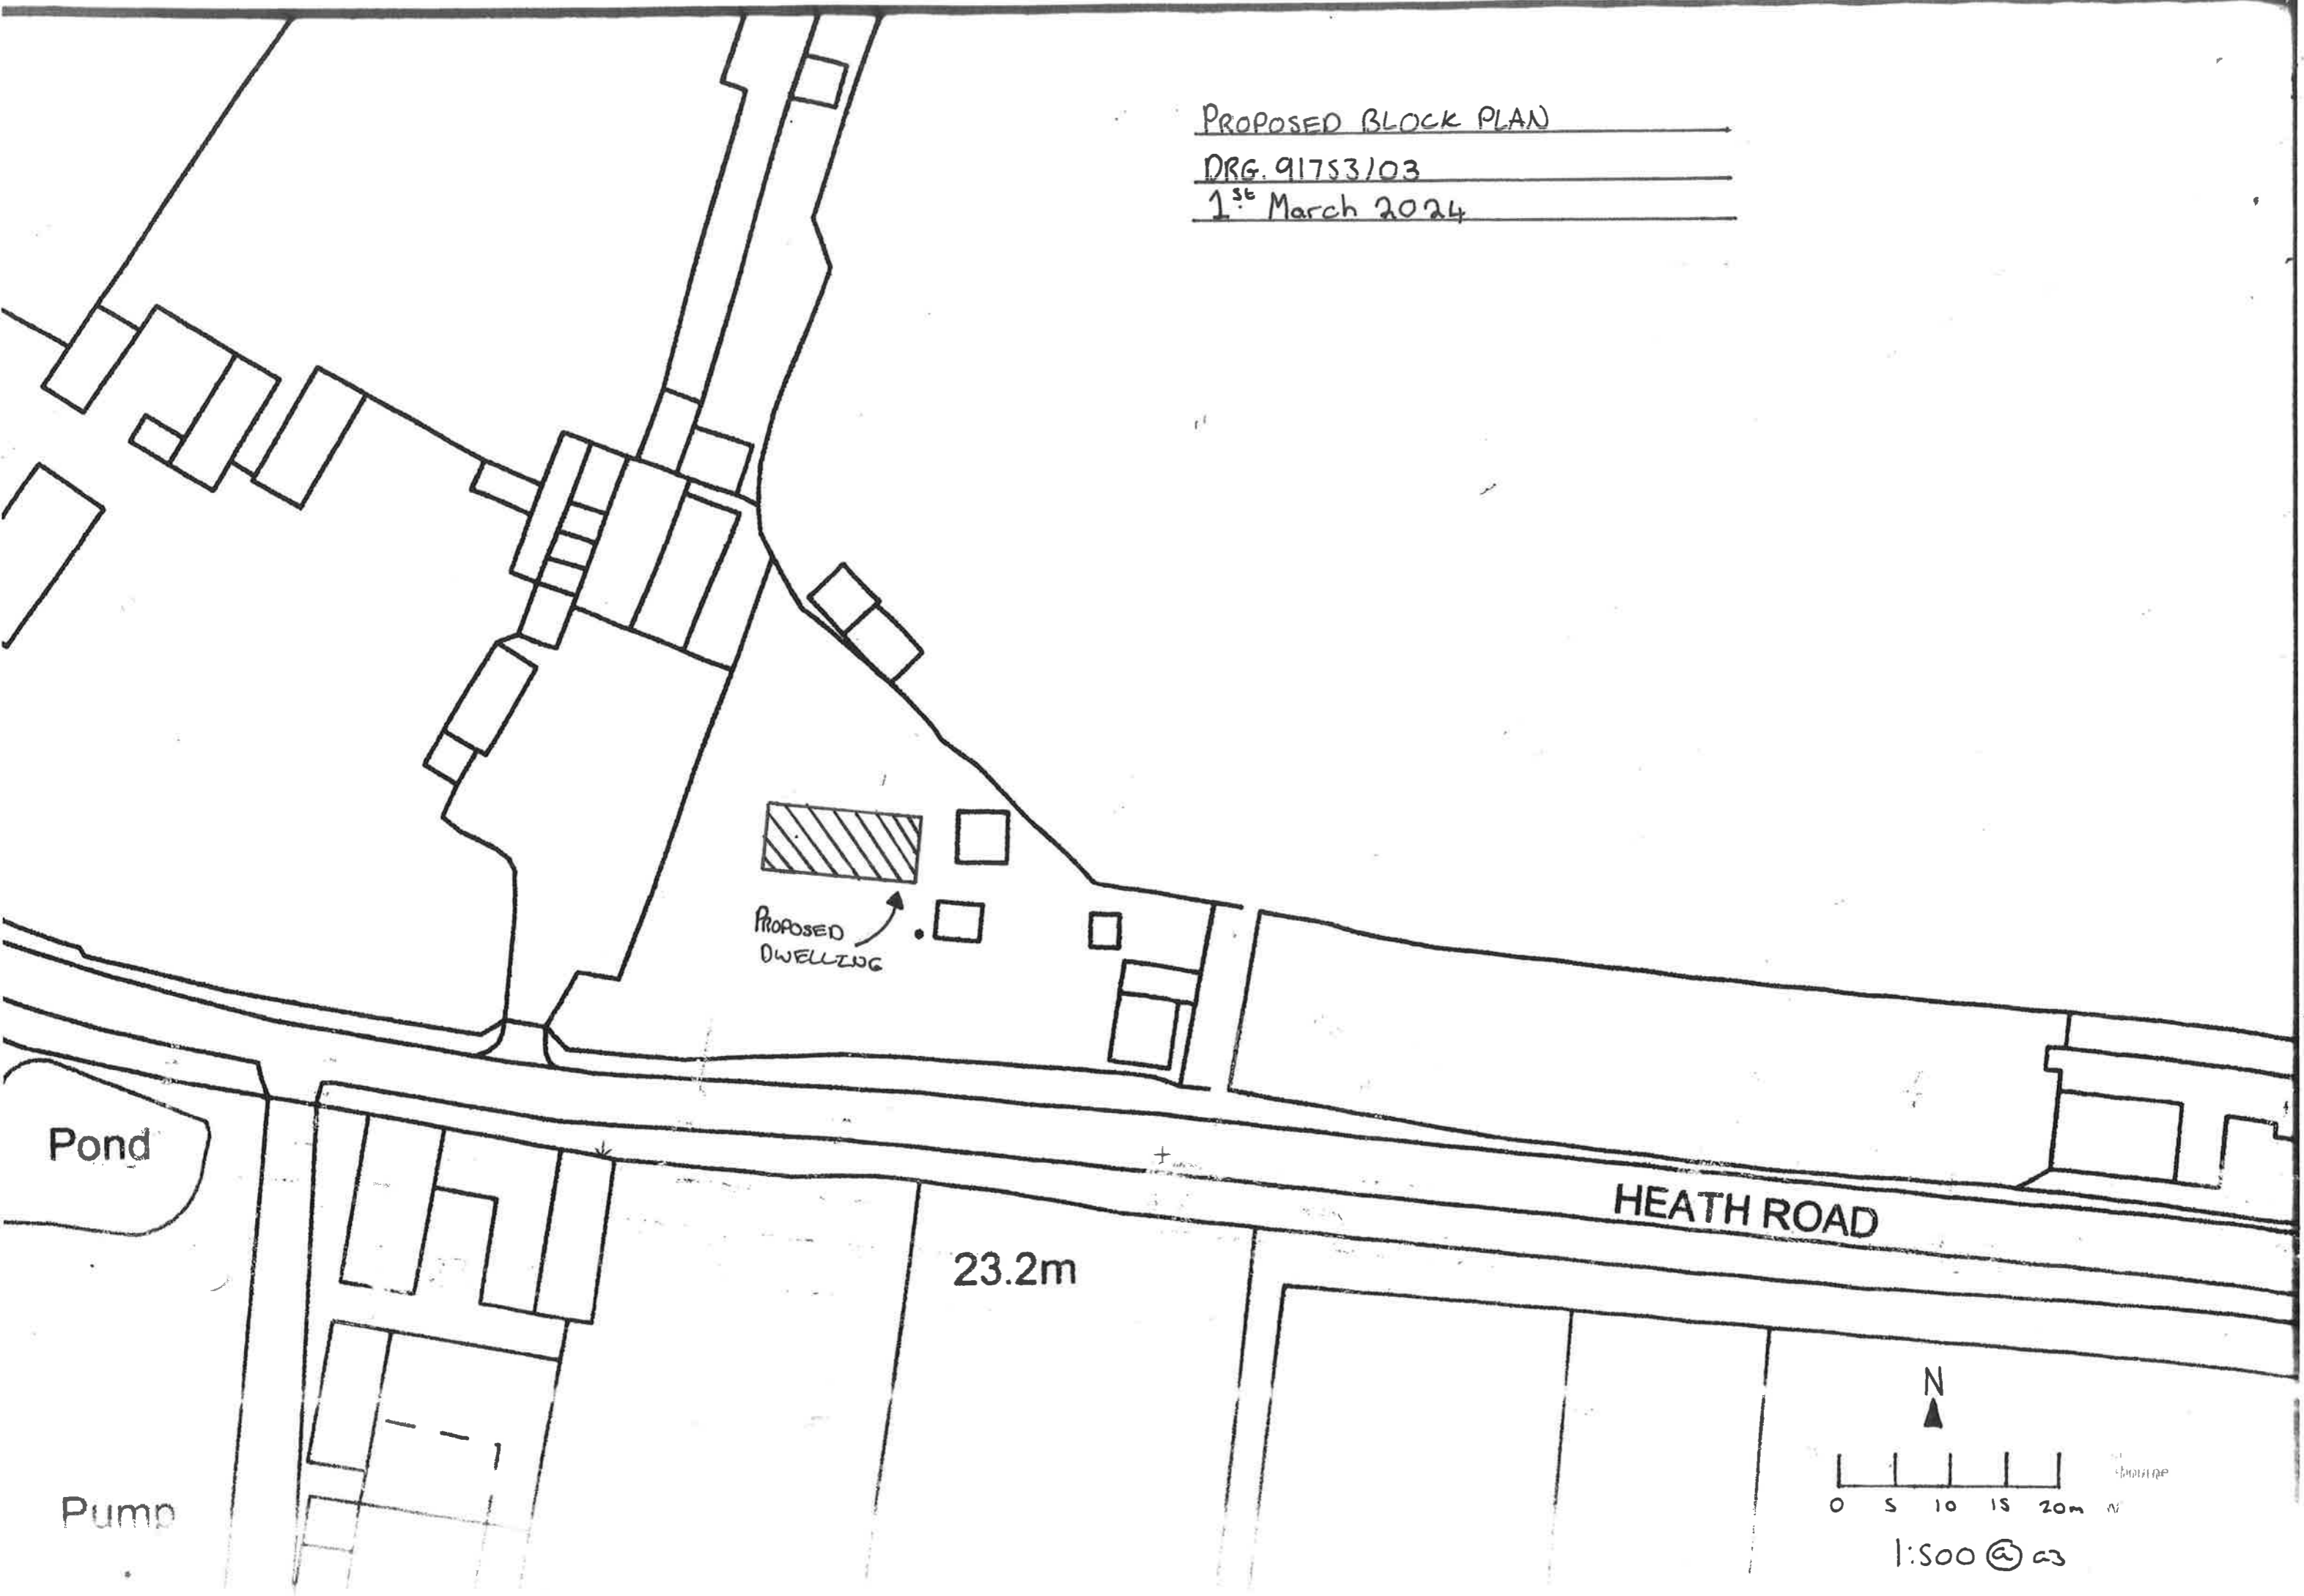 PROPOSED BLOCK PLAN
DRG. 91753/03
1st March 2024
PROPOSED
DWELLING
Pond
HEATH ROAD
23.2m
N
0 5 10 15 20m
1:500 @ a3
Pump